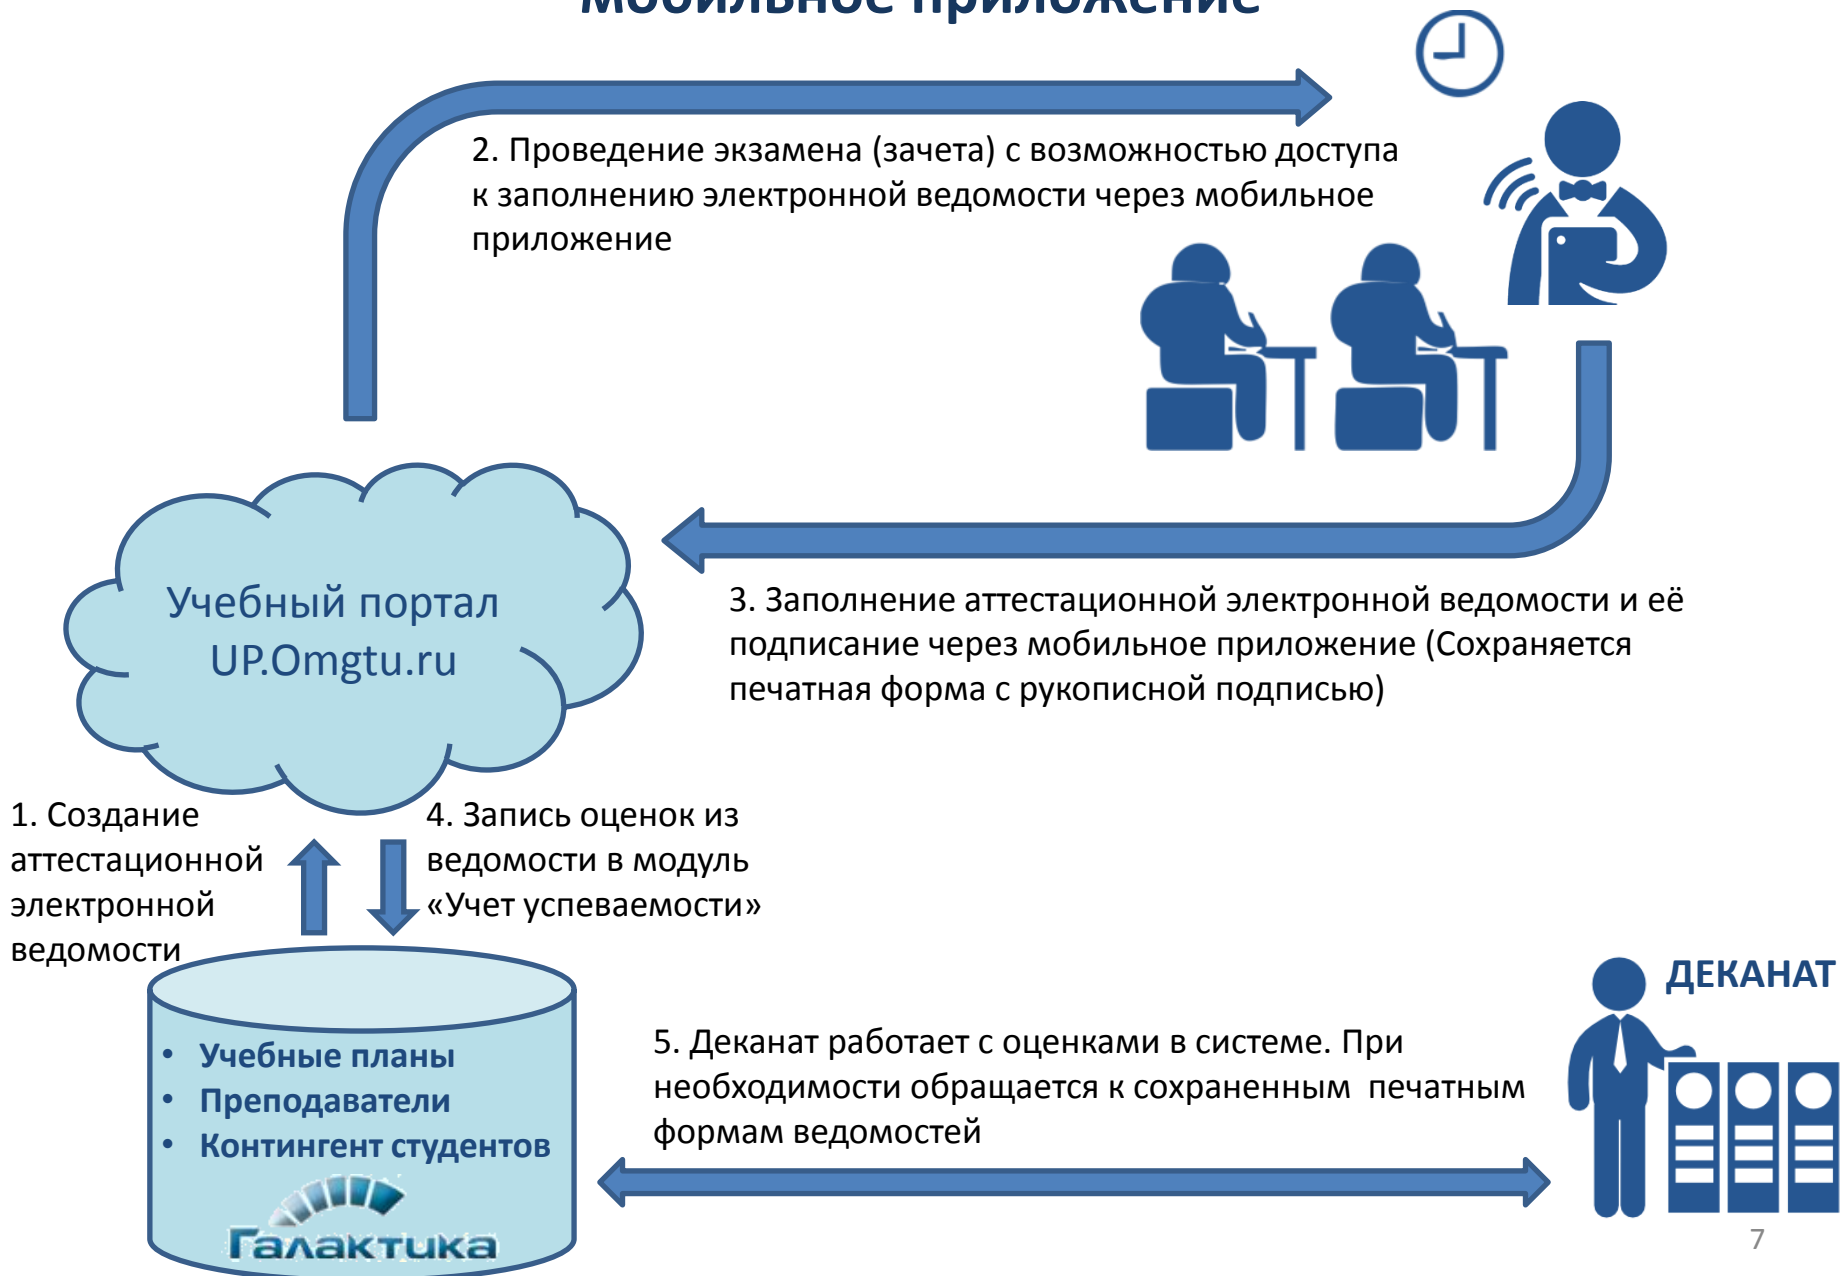 мобильное приложение
2. Проведение экзамена (зачета) с возможностью доступа
к заполнению электронной ведомости через мобильное
приложение
Учебный портал
UP.Omgtu.ru
3. Заполнение аттестационной электронной ведомости и её
подписание через мобильное приложение (Сохраняется
печатная форма с рукописной подписью)
1. Создание
аттестационной
электронной
ведомости
4. Запись оценок из
ведомости в модуль
«Учет успеваемости»
• Учебные планы
• Преподаватели
• Контингент студентов
Галактика
5. Деканат работает с оценками в системе. При
необходимости обращается к сохраненным  печатным
формам ведомостей
ДЕКАНАТ
7